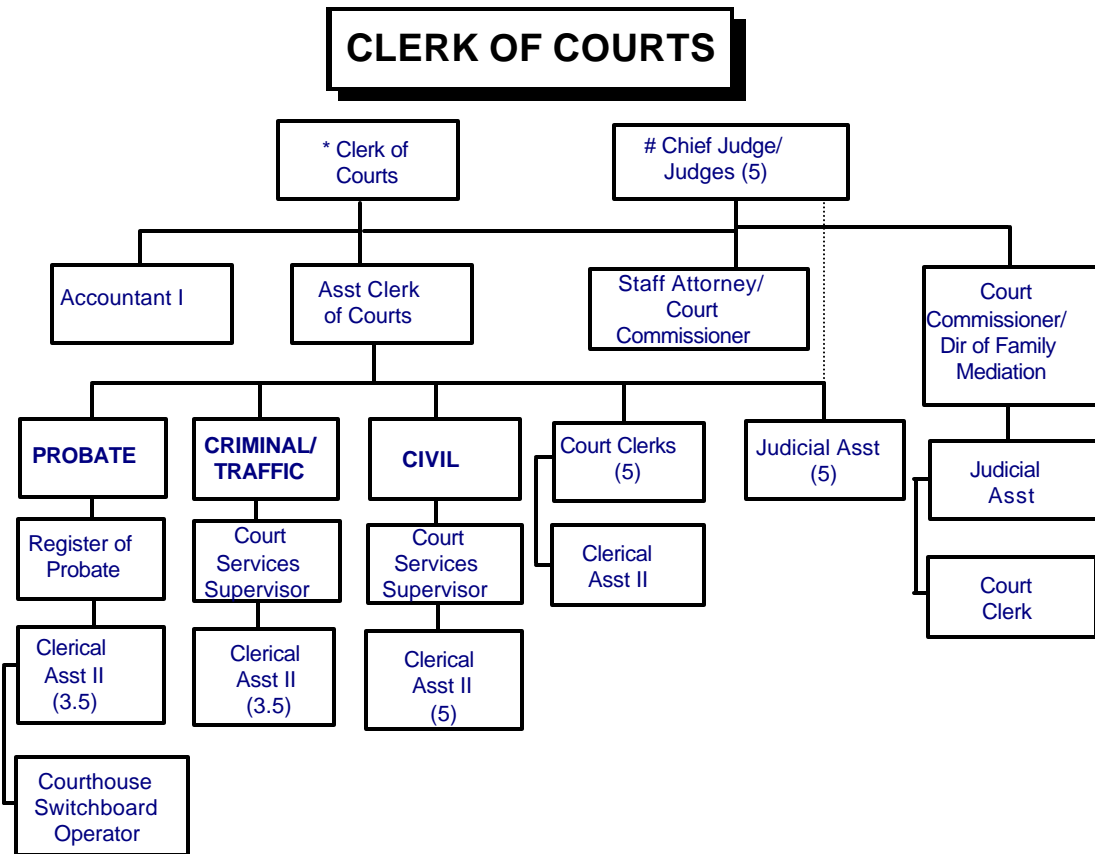 CLERK OF COURTS
* Clerk of
Courts
# Chief Judge/
Judges (5)
Accountant I
Asst Clerk
of Courts
Staff Attorney/
Court
Commissioner
Court
Commissioner/
Dir of Family
Mediation
PROBATE
CRIMINAL/
TRAFFIC
CIVIL
Court Clerks
(5)
Judicial Asst
(5)
Judicial
Asst
Register of
Probate
Court
Services
Supervisor
Court
Services
Supervisor
Clerical
Asst II
Court
Clerk
Clerical
Asst II
(3.5)
Clerical
Asst II
(3.5)
Clerical
Asst II
(5)
Courthouse
Switchboard
Operator